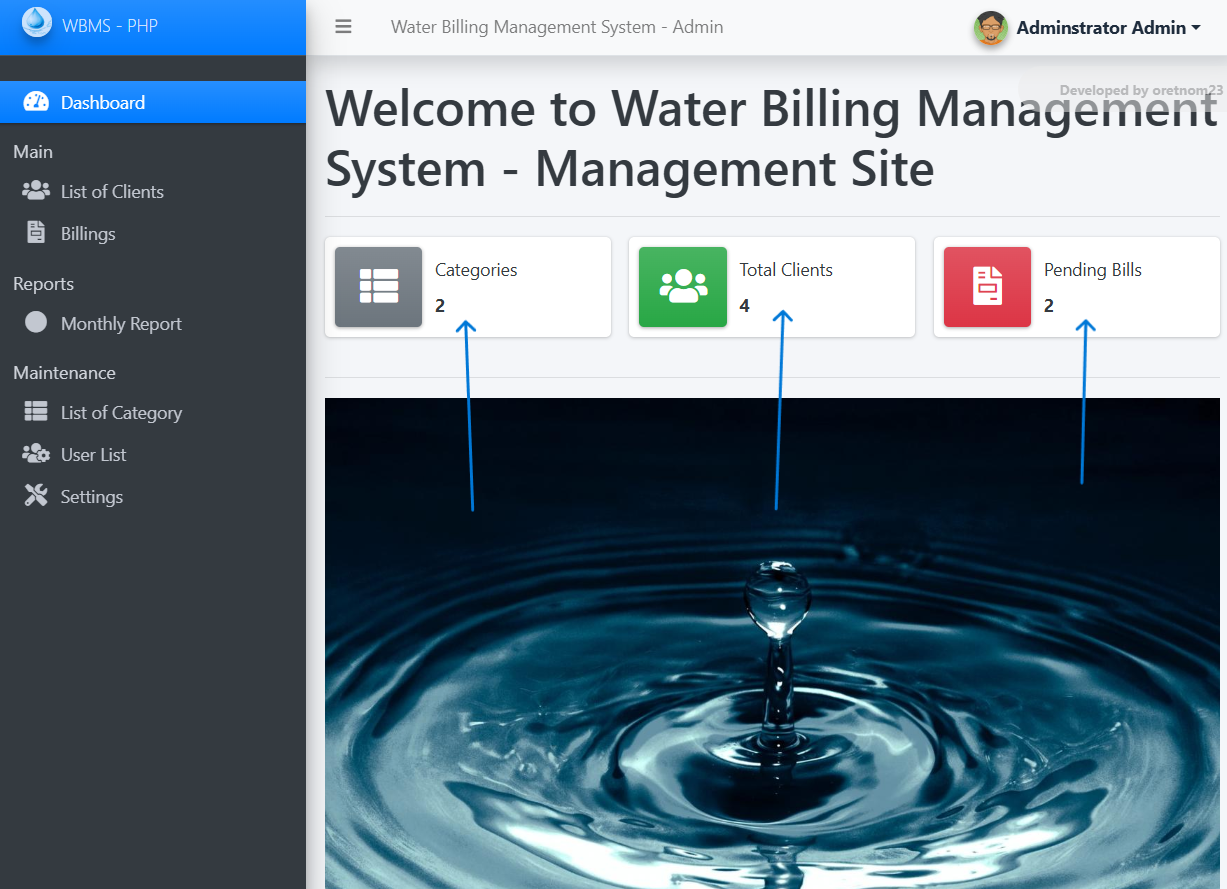 WBMS - PHP
Water Billing Management System - Admin
Adminstrator Admin
Developed by oretnom23
Dashboard
Main
List of Clients
Billings
Reports
Monthly Report
Maintenance
List of Category
User List
Settings
Welcome to Water Billing Management
System - Management Site
Categories
2
Total Clients
4
Pending Bills
2